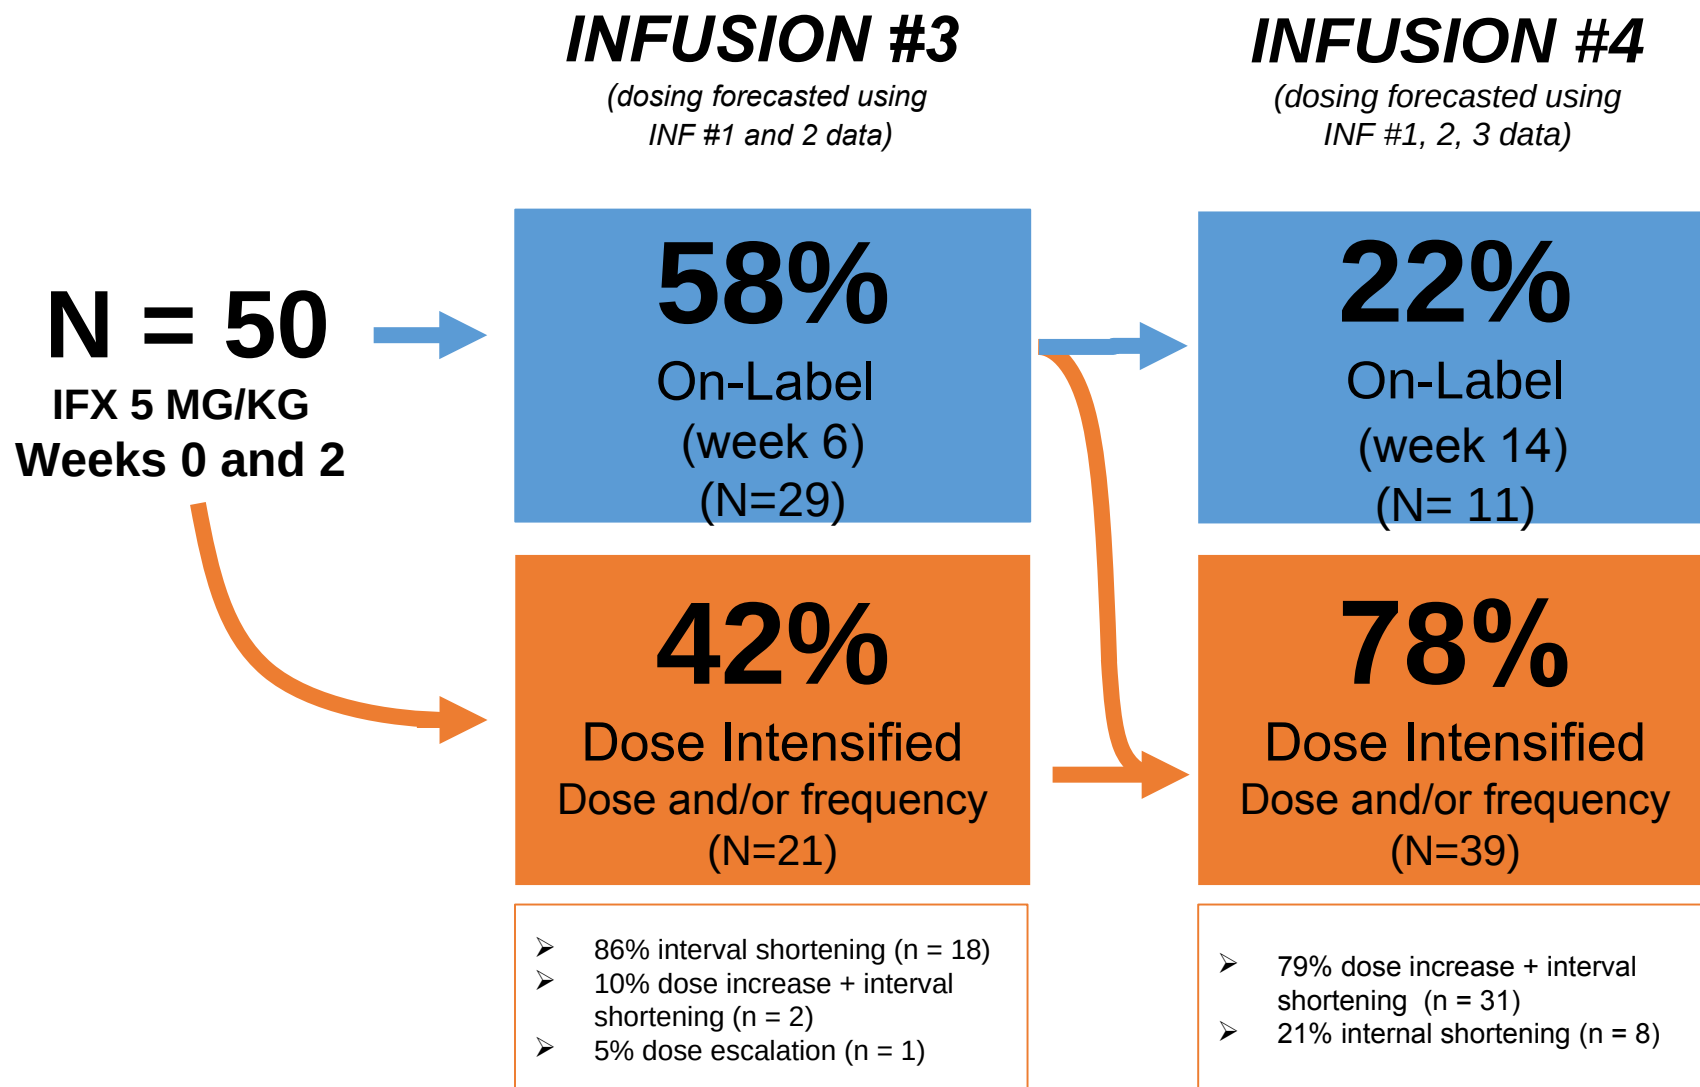 INFUSION #3
(dosing forecasted using
INF #1 and 2 data)
INFUSION #4
(dosing forecasted using
INF #1, 2, 3 data)
N = 50
IFX 5 MG/KG
Weeks 0 and 2
58%
On-Label
(week 6)
(N=29)
22%
On-Label
(week 14)
(N= 11)
42%
Dose Intensified
Dose and/or frequency
(N=21)
78%
Dose Intensified
Dose and/or frequency
(N=39)
➢ 86% interval shortening (n = 18)
➢ 10% dose increase + interval
shortening (n = 2)
➢ 5% dose escalation (n = 1)
➢ 79% dose increase + interval
shortening (n = 31)
➢ 21% internal shortening (n = 8)